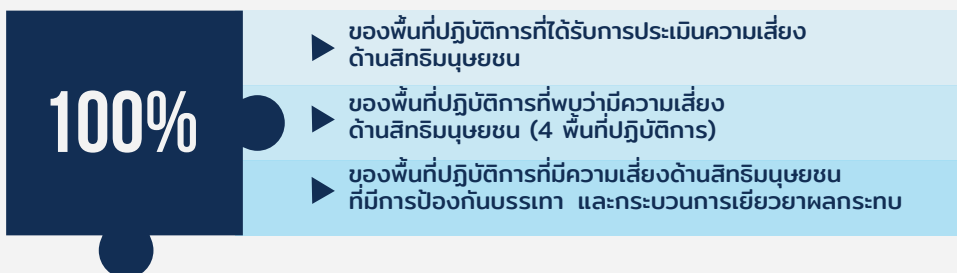 100%
ของพื้นที่ปฏิบัติการที่ได้รับการประเมินความเสี่ยง
ด้านสิทธิมนุษยชน
ของพื้นที่ปฏิบัติการที่พบว่ามีความเสี่ยง
ด้านสิทธิมนุษยชน (4 พื้นที่ปฏิบัติการ)
ของพื้นที่ปฏิบัติการที่มีความเสี่ยงด้านสิทธิมนุษยชน
ที่มีการป้องกันบรรเทา และกระบวนการเยียวยาผลกระทบ